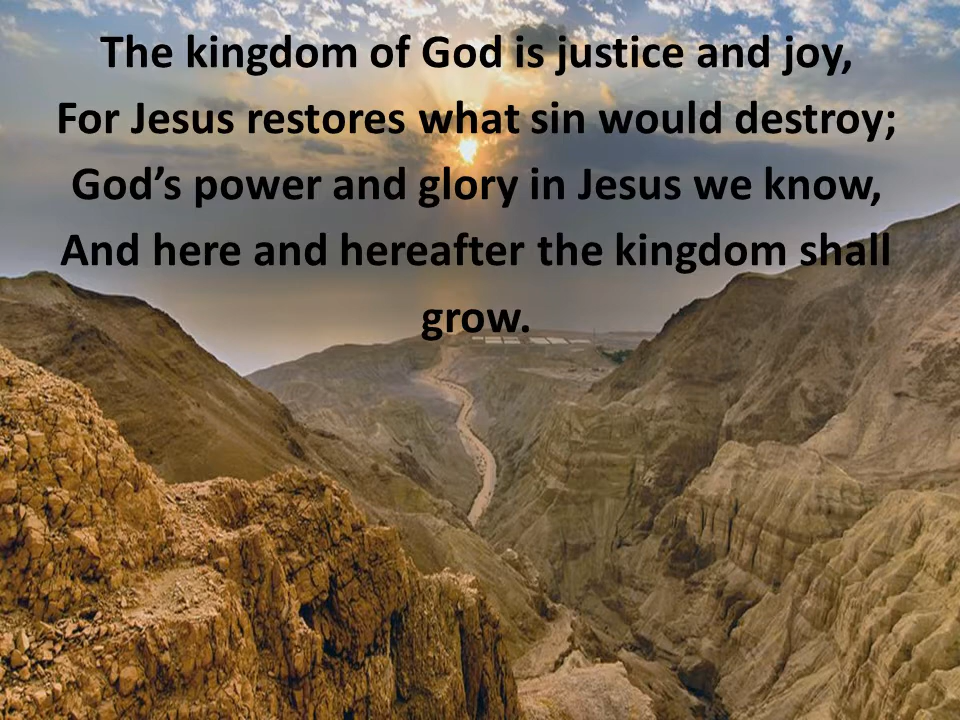 The kingdom of God is justice and joy,
For Jesus restores what sin would destroy;
God’s power and glory in Jesus we know,
And here and hereafter the kingdom shall
grow.